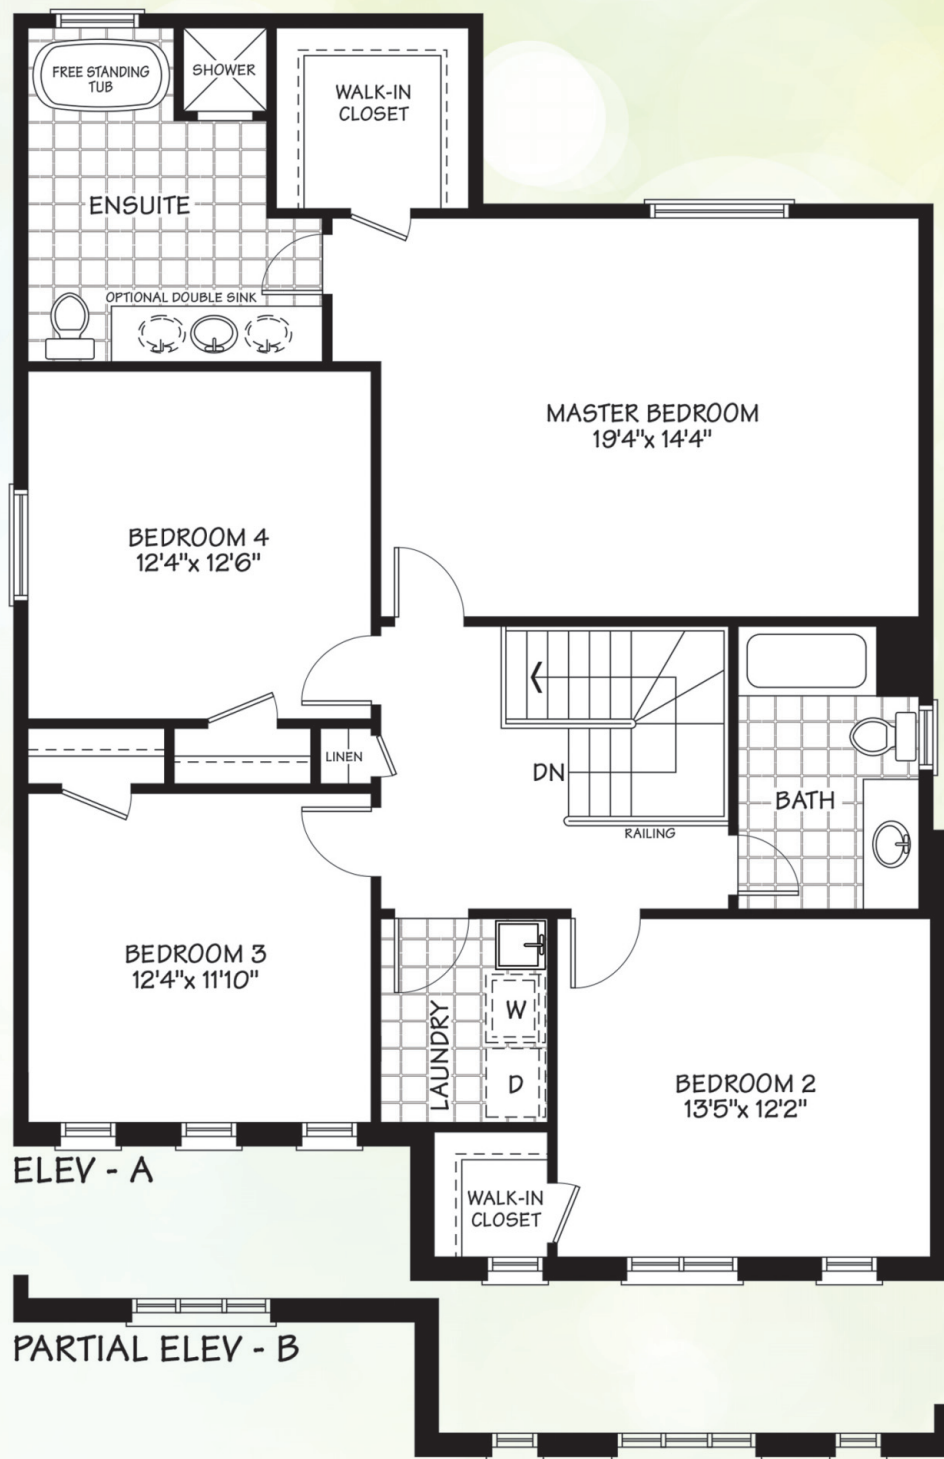 FREE STANDING
TUB
SHOWER
WALK-IN
CLOSET
ENSUITE
OPTIONAL DOUBLE SINK
MASTER BEDROOM
19'4"x 14'4"
BEDROOM 4
12'4"x 12'6"
LINEN
DN
BATH
RAILING
BEDROOM 3
12'4"x 11'10"
LAUNDRY
W
D
BEDROOM 2
13'5"x 12'2"
WALK-IN
CLOSET
ELEV - A
PARTIAL ELEV - B